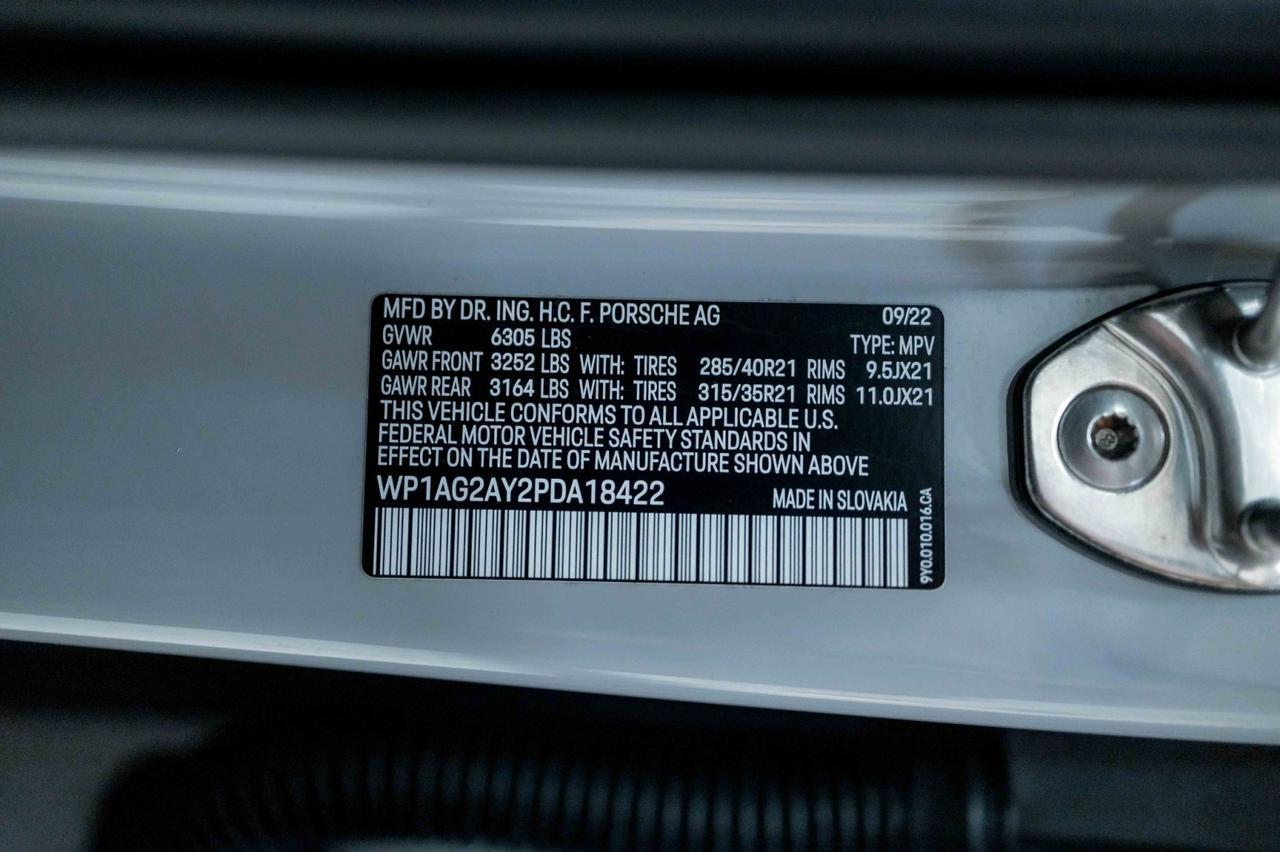 MFD BY DR. ING. H.C. F. PORSCHE AG 09/22
GVWR 6305 LBS TYPE: MPV
GAWR FRONT 3252 LBS WITH: TIRES 285/40R21 RIMS 9.5JX21
GAWR REAR 3164 LBS WITH: TIRES 315/35R21 RIMS 11.0JX21
THIS VEHICLE CONFORMS TO ALL APPLICABLE U.S.
FEDERAL MOTOR VEHICLE SAFETY STANDARDS IN
EFFECT ON THE DATE OF MANUFACTURE SHOWN ABOVE
WP1AG2AY2PDA18422 MADE IN SLOVAKIA
9Y0.010.016.CA